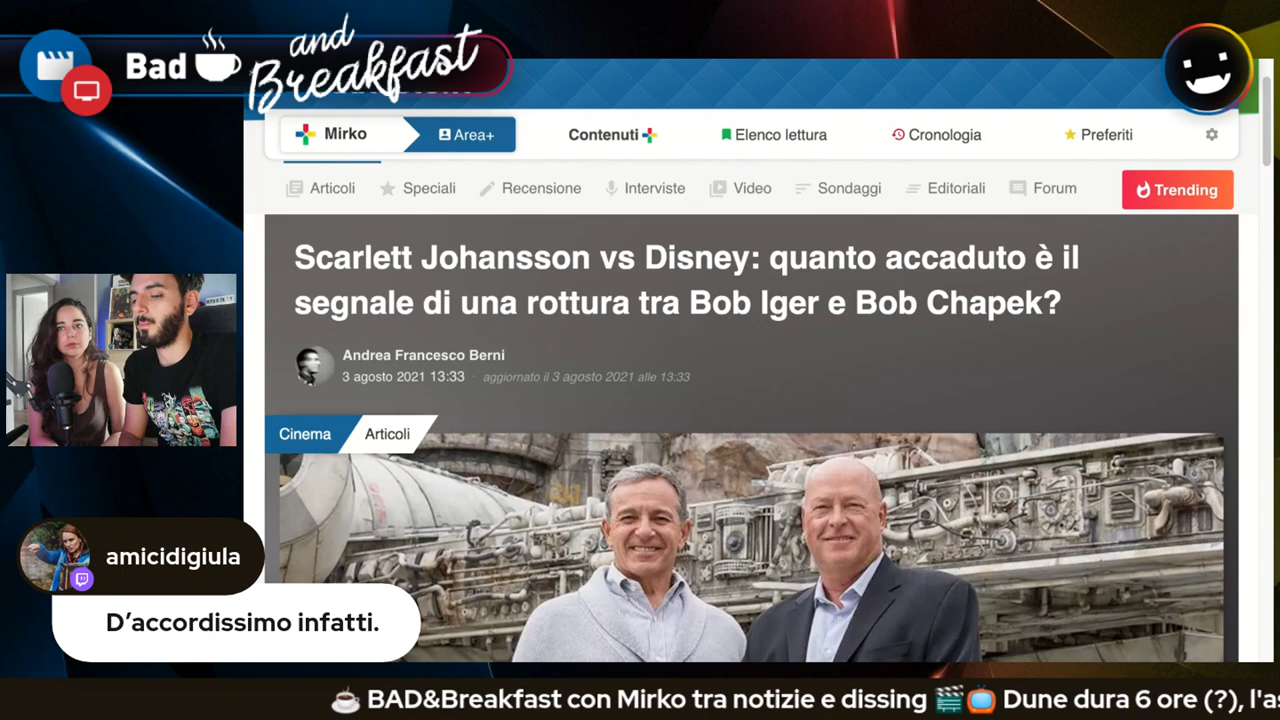 Bad and Breakfast
Mirko
Area+
Contenuti
Elenco lettura
Cronologia
Preferiti
Articoli
Speciali
Recensione
Interviste
Video
Sondaggi
Editoriali
Forum
Trending
Scarlett Johansson vs Disney: quanto accaduto è il
segnale di una rottura tra Bob Iger e Bob Chapek?
Andrea Francesco Berni
3 agosto 2021 13:33 · aggiornato il 3 agosto 2021 alle 13:33
Cinema
Articoli
amicidigiula
D’accordissimo infatti.
☕ BAD&Breakfast con Mirko tra notizie e dissing 🎬📺 Dune dura 6 ore (?), l'as